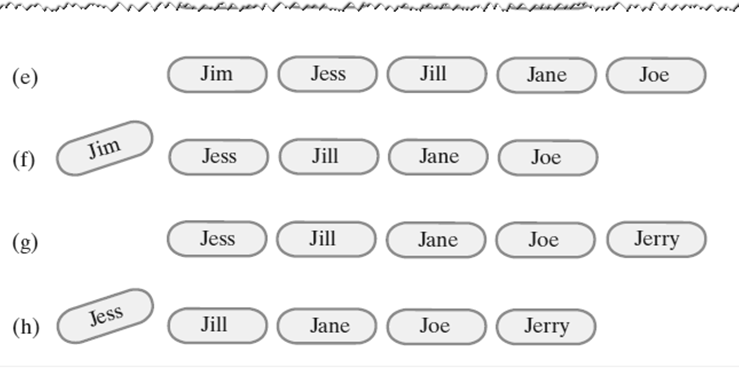 (e) Jim Jess Jill Jane Joe
(f) Jim Jess Jill Jane Joe
(g) Jess Jill Jane Joe Jerry
(h) Jess Jill Jane Joe Jerry